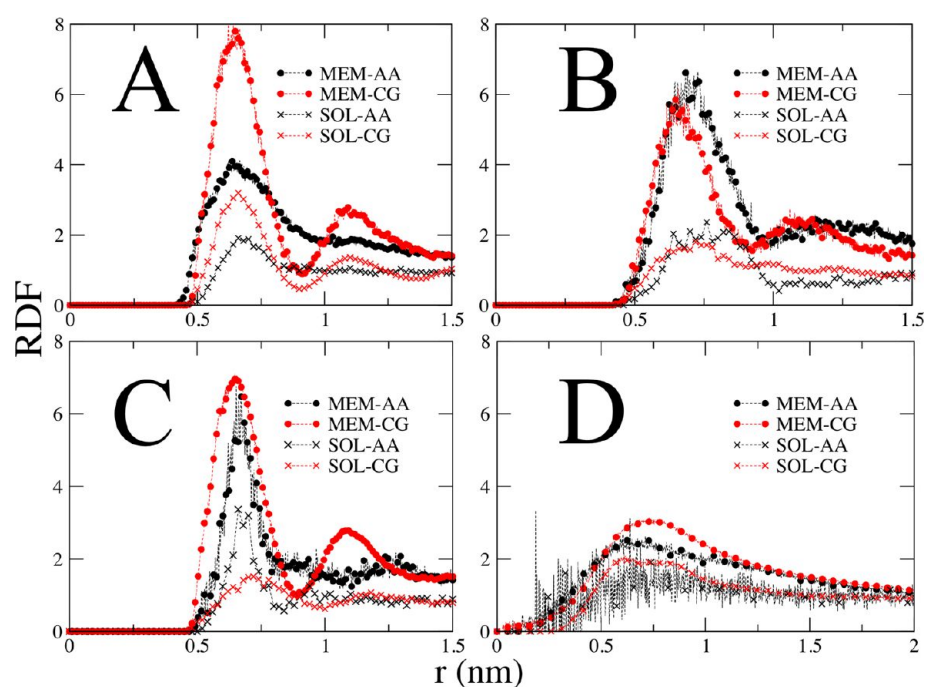 A
MEM-AA
MEM-CG
SOL-AA
SOL-CG
8
6
4
2
0
0
0.5
1
1.5
B
MEM-AA
MEM-CG
SOL-AA
SOL-CG
8
6
4
2
0
0
0.5
1
1.5
RDF
C
MEM-AA
MEM-CG
SOL-AA
SOL-CG
8
6
4
2
0
0
0.5
1
1.5
D
MEM-AA
MEM-CG
SOL-AA
SOL-CG
8
6
4
2
0
0
0.5
1
1.5
2
r (nm)